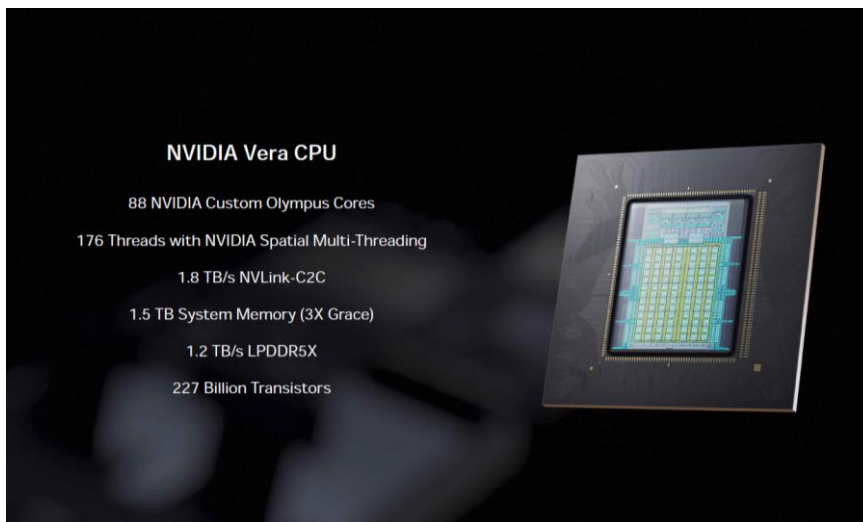 NVIDIA Vera CPU
88 NVIDIA Custom Olympus Cores
176 Threads with NVIDIA Spatial Multi-Threading
1.8 TB/s NVLink-C2C
1.5 TB System Memory (3X Grace)
1.2 TB/s LPDDR5X
227 Billion Transistors